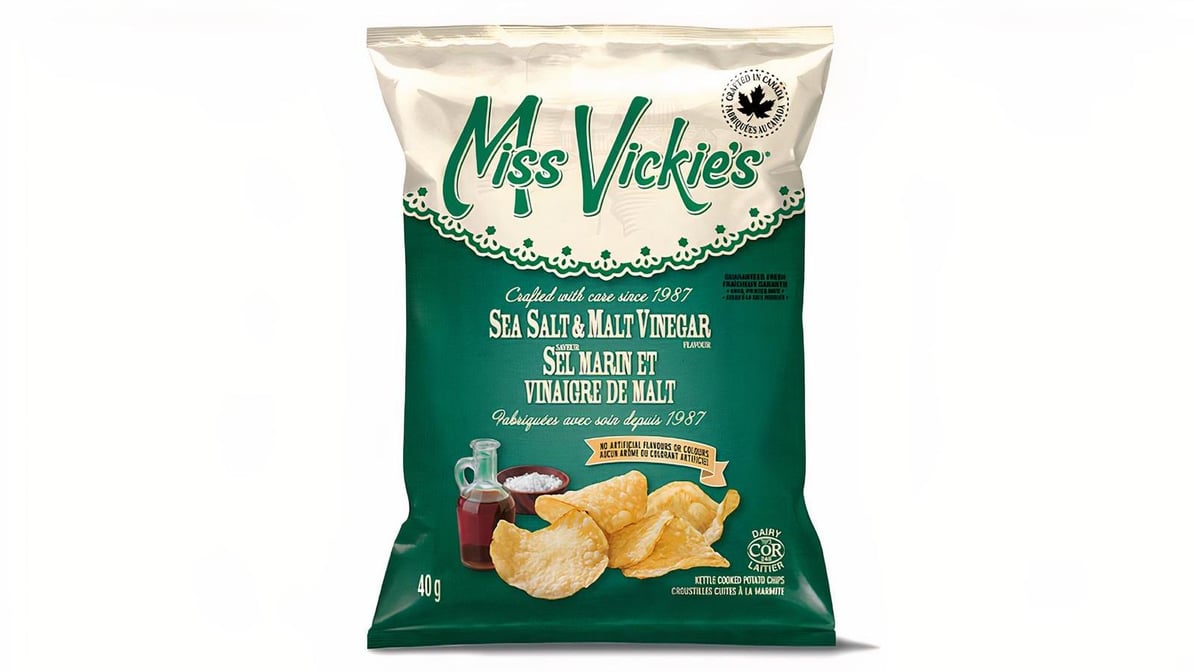 CRAFTED IN CANADA
FABRIQUÉES AU CANADA
Miss Vickie's
GUARANTEED FRESH
FRAÎCHEUR GARANTIE
Crafted with care since 1987
SEA SALT & MALT VINEGAR
SAVEUR
FLAVOUR
SEL MARIN ET
VINAIGRE DE MALT
Fabriquées avec soin depuis 1987
NO ARTIFICIAL FLAVOURS OR COLOURS
AUCUN ARÔME OU COLORANT ARTIFICIEL
DAIRY
COR
LAITIER
40 g
KETTLE COOKED POTATO CHIPS
CROUSTILLES CUITES À LA MARMITE